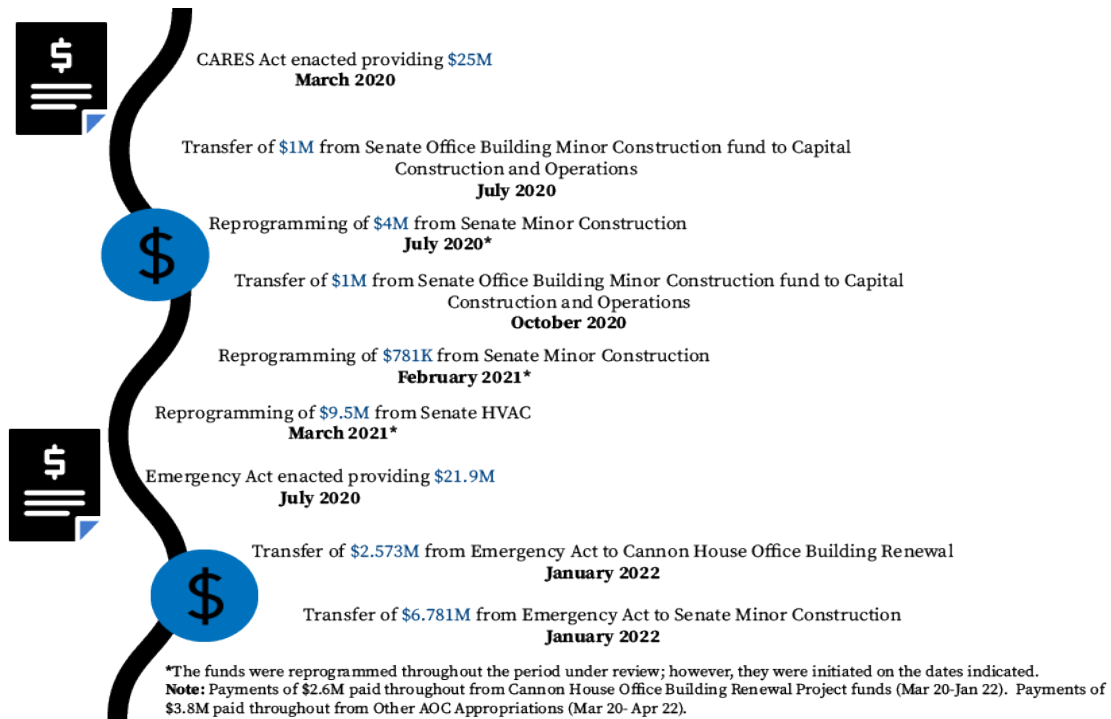 $
CARES Act enacted providing $25M
March 2020
Transfer of $1M from Senate Office Building Minor Construction fund to Capital
Construction and Operations
July 2020
$
Reprogramming of $4M from Senate Minor Construction
July 2020*
Transfer of $1M from Senate Office Building Minor Construction fund to Capital
Construction and Operations
October 2020
Reprogramming of $781K from Senate Minor Construction
February 2021*
Reprogramming of $9.5M from Senate HVAC
March 2021*
$
Emergency Act enacted providing $21.9M
July 2020
$
Transfer of $2.573M from Emergency Act to Cannon House Office Building Renewal
January 2022
Transfer of $6.781M from Emergency Act to Senate Minor Construction
January 2022
*The funds were reprogrammed throughout the period under review; however, they were initiated on the dates indicated.
Note: Payments of $2.6M paid throughout from Cannon House Office Building Renewal Project funds (Mar 20-Jan 22). Payments of
$3.8M paid throughout from Other AOC Appropriations (Mar 20- Apr 22).